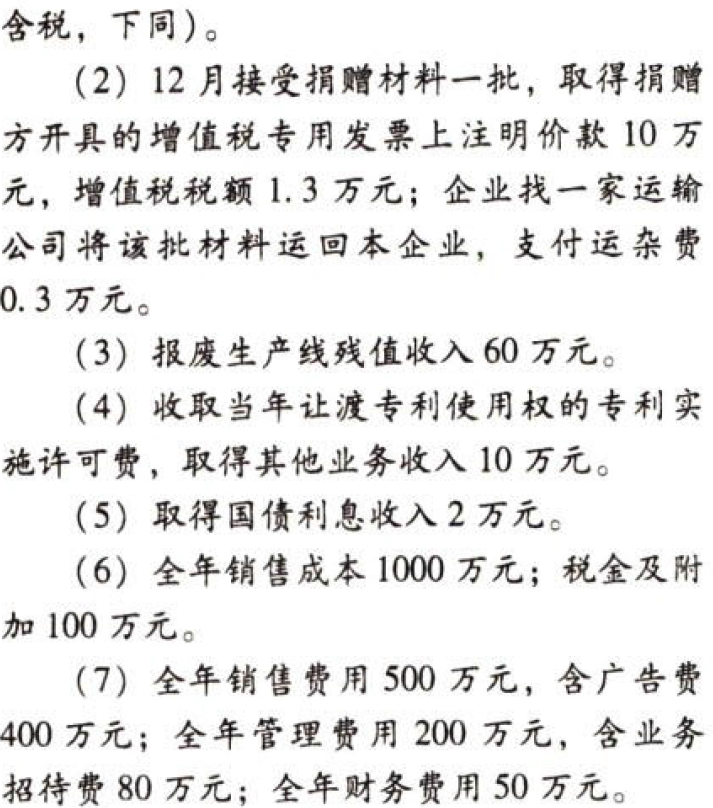 含税，下同)。
(2) 12月接受捐赠材料一批，取得捐赠
方开具的增值税专用发票上注明价款10万
元，增值税税额1.3万元；企业找一家运输
公司将该批材料运回本企业，支付运杂费
0.3万元。
(3) 报废生产线残值收入60万元。
(4) 收取当年让渡专利使用权的专利实
施许可费，取得其他业务收入10万元。
(5) 取得国债利息收入2万元。
(6) 全年销售成本1000万元；税金及附
加100万元。
(7) 全年销售费用500万元，含广告费
400万元；全年管理费用200万元，含业务
招待费80万元；全年财务费用50万元。